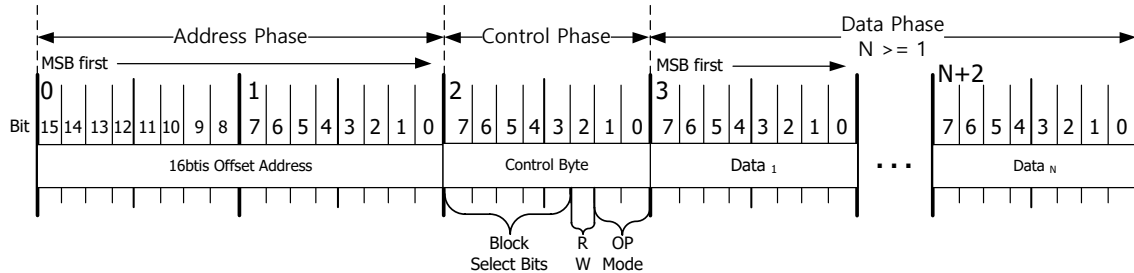 Address Phase Control Phase Data Phase
N >= 1
MSB first MSB first
0 1 2 3 N+2
Bit 15 14 13 12 11 10 9 8 7 6 5 4 3 2 1 0 7 6 5 4 3 2 1 0 7 6 5 4 3 2 1 0 7 6 5 4 3 2 1 0
16btis Offset Address Control Byte Data 1 ... Data N
Block R OP
Select Bits W Mode